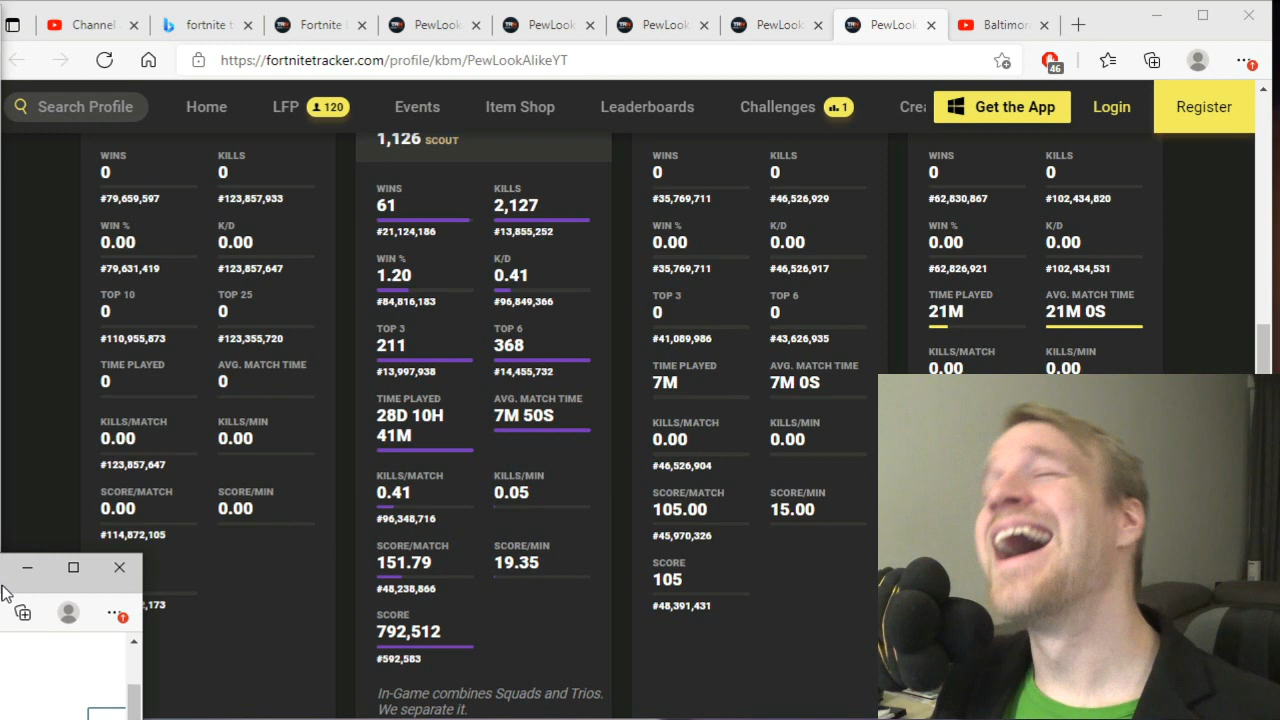 Channel
fortnite t
Fortnite
PewLook
PewLook
PewLook
PewLook
PewLook
Baltimor
46
https://fortnitetracker.com/profile/kbm/PewLookAlikeYT
Search Profile
Home
LFP 120
Events
Item Shop
Leaderboards
Challenges 1
Cre
Get the App
Login
Register
WINS KILLS
0 0
#79,659,597 #123,857,933
WIN % K/D
0.00 0.00
#79,631,419 #123,857,647
TOP 10 TOP 25
0 0
#110,955,873 #123,355,720
TIME PLAYED AVG. MATCH TIME
0 0
KILLS/MATCH KILLS/MIN
0.00 0.00
#123,857,647
SCORE/MATCH SCORE/MIN
0.00 0.00
#114,872,105
2,173
1,126 SCOUT
WINS KILLS
61 2,127
#21,124,186 #13,855,252
WIN % K/D
1.20 0.41
#84,816,183 #96,849,366
TOP 3 TOP 6
211 368
#13,997,938 #14,455,732
TIME PLAYED AVG. MATCH TIME
28D 10H 7M 50S
41M
KILLS/MATCH KILLS/MIN
0.41 0.05
#96,348,716
SCORE/MATCH SCORE/MIN
151.79 19.35
#48,238,866
SCORE
792,512
#592,583
In-Game combines Squads and Trios.
We separate it.
WINS KILLS
0 0
#35,769,711 #46,526,929
WIN % K/D
0.00 0.00
#35,769,711 #46,526,917
TOP 3 TOP 6
0 0
#41,089,986 #43,626,935
TIME PLAYED AVG. MATCH TIME
7M 7M 0S
KILLS/MATCH KILLS/MIN
0.00 0.00
#46,526,904
SCORE/MATCH SCORE/MIN
105.00 15.00
#45,970,326
SCORE
105
#48,391,431
WINS KILLS
0 0
#62,830,867 #102,434,820
WIN % K/D
0.00 0.00
#62,826,921 #102,434,531
TIME PLAYED AVG. MATCH TIME
21M 21M 0S
KILLS/MATCH KILLS/MIN
0.00 0.00